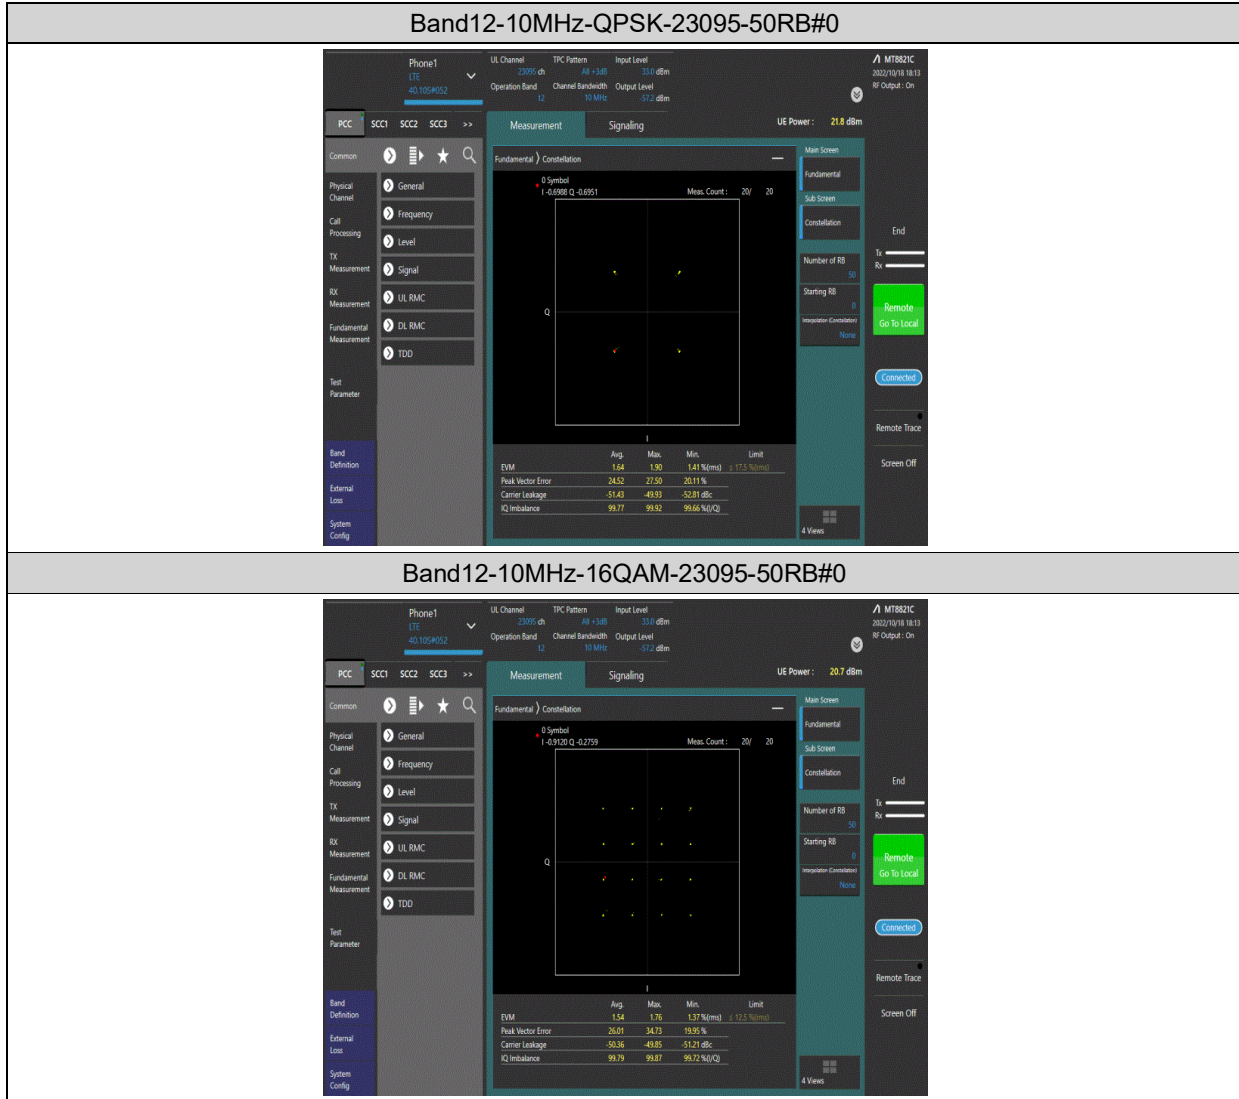 Band12-10MHz-QPSK-23095-50RB#0
Phone1
LTE
40.105#052
UL Channel TPC Pattern Input Level
23095 ch All +3dB 33.0 dBm
Operation Band Channel Bandwidth Output Level
12 10 MHz -57.2 dBm
MT8821C
2022/10/18 18:13
RF Output : On
PCC SCC1 SCC2 SCC3 >>
Measurement Signaling
UE Power : 21.8 dBm
Common
Physical Channel
Call Processing
TX Measurement
RX Measurement
Fundamental Measurement
Test Parameter
Band Definition
External Loss
System Config
General
Frequency
Level
Signal
UL RMC
DL RMC
TDD
Fundamental 〉 Constellation
0 Symbol
I -0.6988 Q -0.6951
Meas. Count : 20/ 20
Q
I
Avg. Max. Min. Limit
EVM 1.64 1.90 1.41 %(rms) ≤ 17.5 %(rms)
Peak Vector Error 24.52 27.50 20.11 %
Carrier Leakage -51.43 -49.93 -52.81 dBc
IQ Imbalance 99.77 99.92 99.66 %(I/Q)
Main Screen
Fundamental
Sub Screen
Constellation
Number of RB
50
Starting RB
0
Interpolation (Constellation)
None
4 Views
End
Tx
Rx
Remote
Go To Local
Connected
Remote Trace
Screen Off
Band12-10MHz-16QAM-23095-50RB#0
Phone1
LTE
40.105#052
UL Channel TPC Pattern Input Level
23095 ch All +3dB 33.0 dBm
Operation Band Channel Bandwidth Output Level
12 10 MHz -57.2 dBm
MT8821C
2022/10/18 18:13
RF Output : On
PCC SCC1 SCC2 SCC3 >>
Measurement Signaling
UE Power : 20.7 dBm
Common
Physical Channel
Call Processing
TX Measurement
RX Measurement
Fundamental Measurement
Test Parameter
Band Definition
External Loss
System Config
General
Frequency
Level
Signal
UL RMC
DL RMC
TDD
Fundamental 〉 Constellation
0 Symbol
I -0.9120 Q -0.2759
Meas. Count : 20/ 20
Q
I
Avg. Max. Min. Limit
EVM 1.54 1.76 1.37 %(rms) ≤ 12.5 %(rms)
Peak Vector Error 26.01 34.73 19.95 %
Carrier Leakage -50.36 -49.85 -51.21 dBc
IQ Imbalance 99.79 99.87 99.72 %(I/Q)
Main Screen
Fundamental
Sub Screen
Constellation
Number of RB
50
Starting RB
0
Interpolation (Constellation)
None
4 Views
End
Tx
Rx
Remote
Go To Local
Connected
Remote Trace
Screen Off